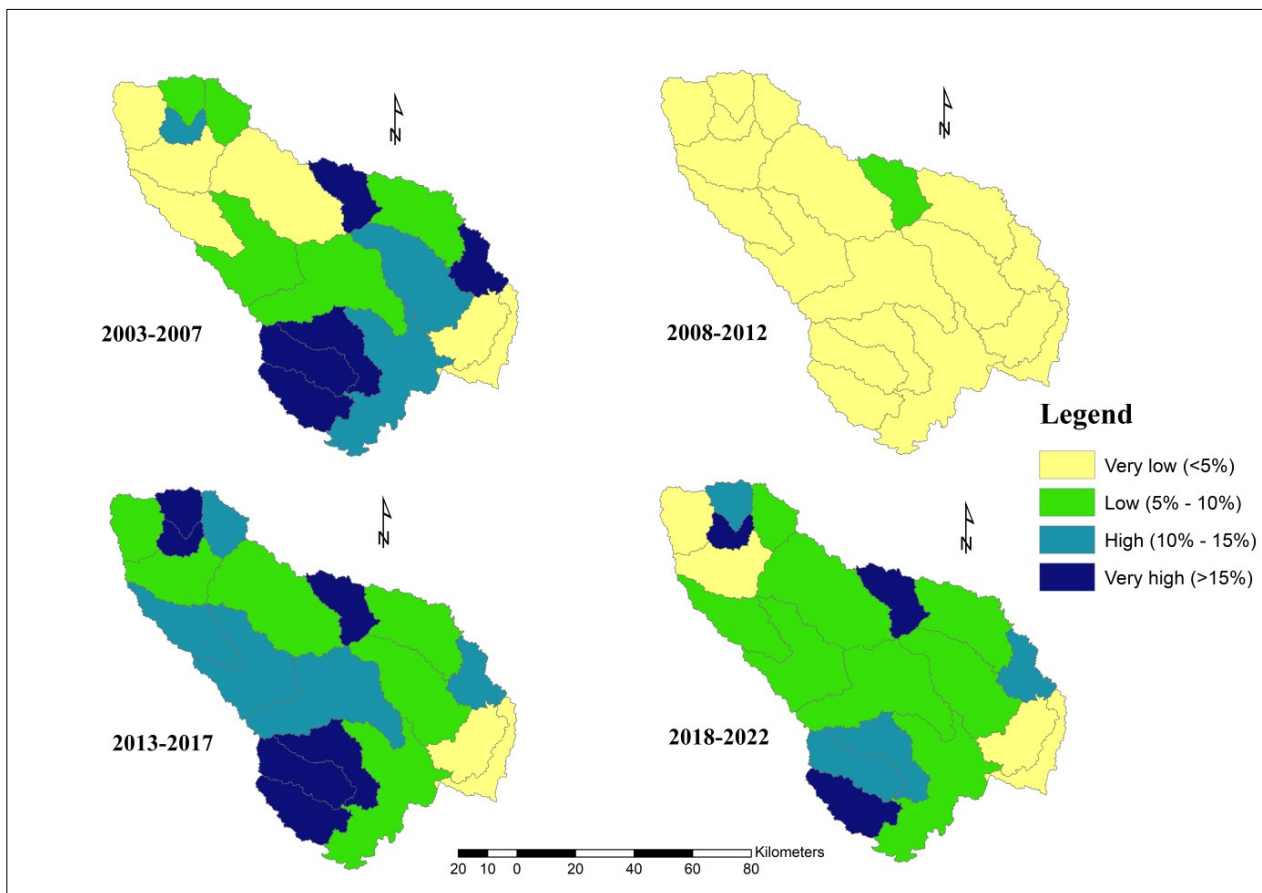 N
N
2003-2007
2008-2012
Legend
Very low (<5%)
Low (5% - 10%)
High (10% - 15%)
Very high (>15%)
N
N
2013-2017
2018-2022
20 10 0 20 40 60 80
Kilometers